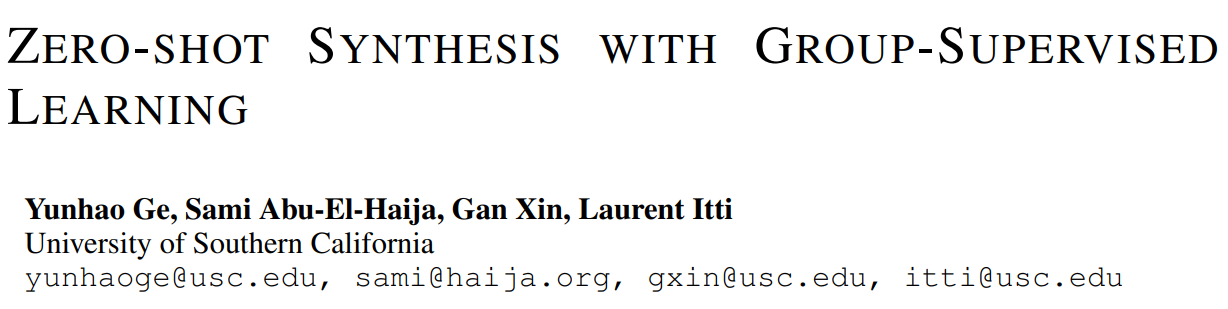 ZERO-SHOT SYNTHESIS WITH GROUP-SUPERVISED
LEARNING
Yunhao Ge, Sami Abu-El-Haija, Gan Xin, Laurent Itti
University of Southern California
yunhaoge@usc.edu, sami@haija.org, gxin@usc.edu, itti@usc.edu